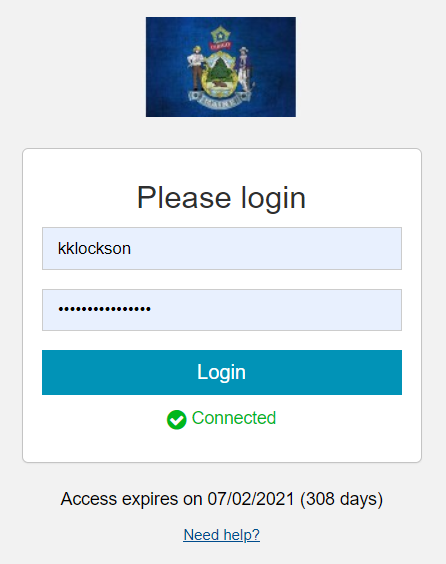 Please login
kklockson
••••••••••••••••
Login
Connected
Access expires on 07/02/2021 (308 days)
Need help?